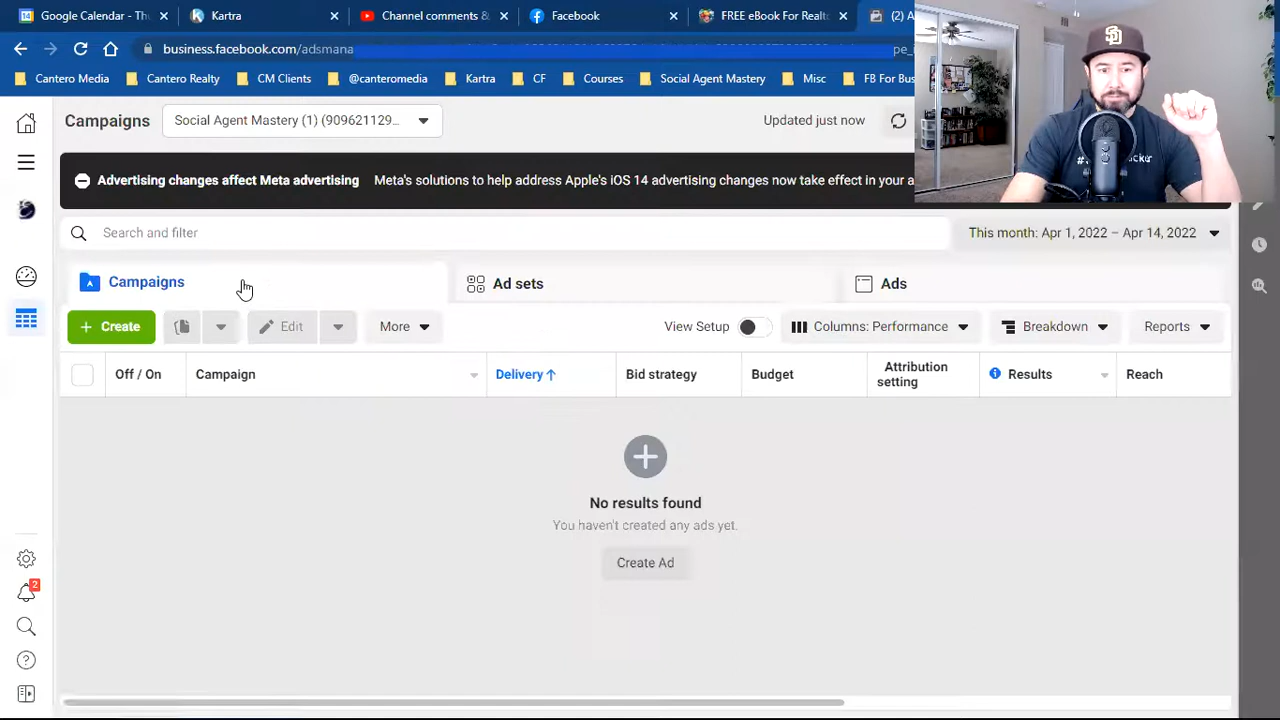 Google Calendar - Thu
Kartra
Channel comments &
Facebook
FREE eBook For Realto
(2) A
business.facebook.com/adsmana
pe_i
Cantero Media
Cantero Realty
CM Clients
@canteromedia
Kartra
CF
Courses
Social Agent Mastery
Misc
FB For Bus
Campaigns
Social Agent Mastery (1) (909621129...
Updated just now
Advertising changes affect Meta advertising
Meta's solutions to help address Apple's iOS 14 advertising changes now take effect in your a
Search and filter
This month: Apr 1, 2022 – Apr 14, 2022
Campaigns
Ad sets
Ads
+ Create
Edit
More
View Setup
Columns: Performance
Breakdown
Reports
Off / On
Campaign
Delivery ↑
Bid strategy
Budget
Attribution
setting
Results
Reach
No results found
You haven't created any ads yet.
Create Ad
2
SD